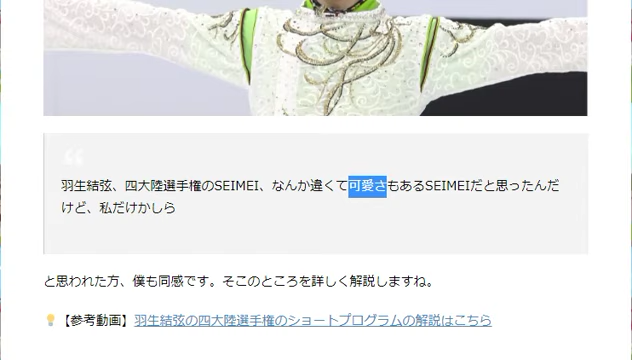 羽生結弦、四大陸選手権のSEIMEI、なんか違くて可愛さもあるSEIMEIだと思ったんだ
けど、私だけかしら
と思われた方、僕も同感です。そこのところを詳しく解説しますね。
【参考動画】羽生結弦の四大陸選手権のショートプログラムの解説はこちら